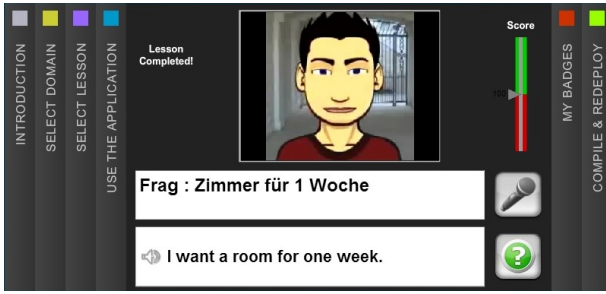 INTRODUCTION
SELECT DOMAIN
SELECT LESSON
USE THE APPLICATION
Lesson
Completed!
Score
100
Frag : Zimmer für 1 Woche
I want a room for one week.
?
MY BADGES
COMPILE & REDEPLOY